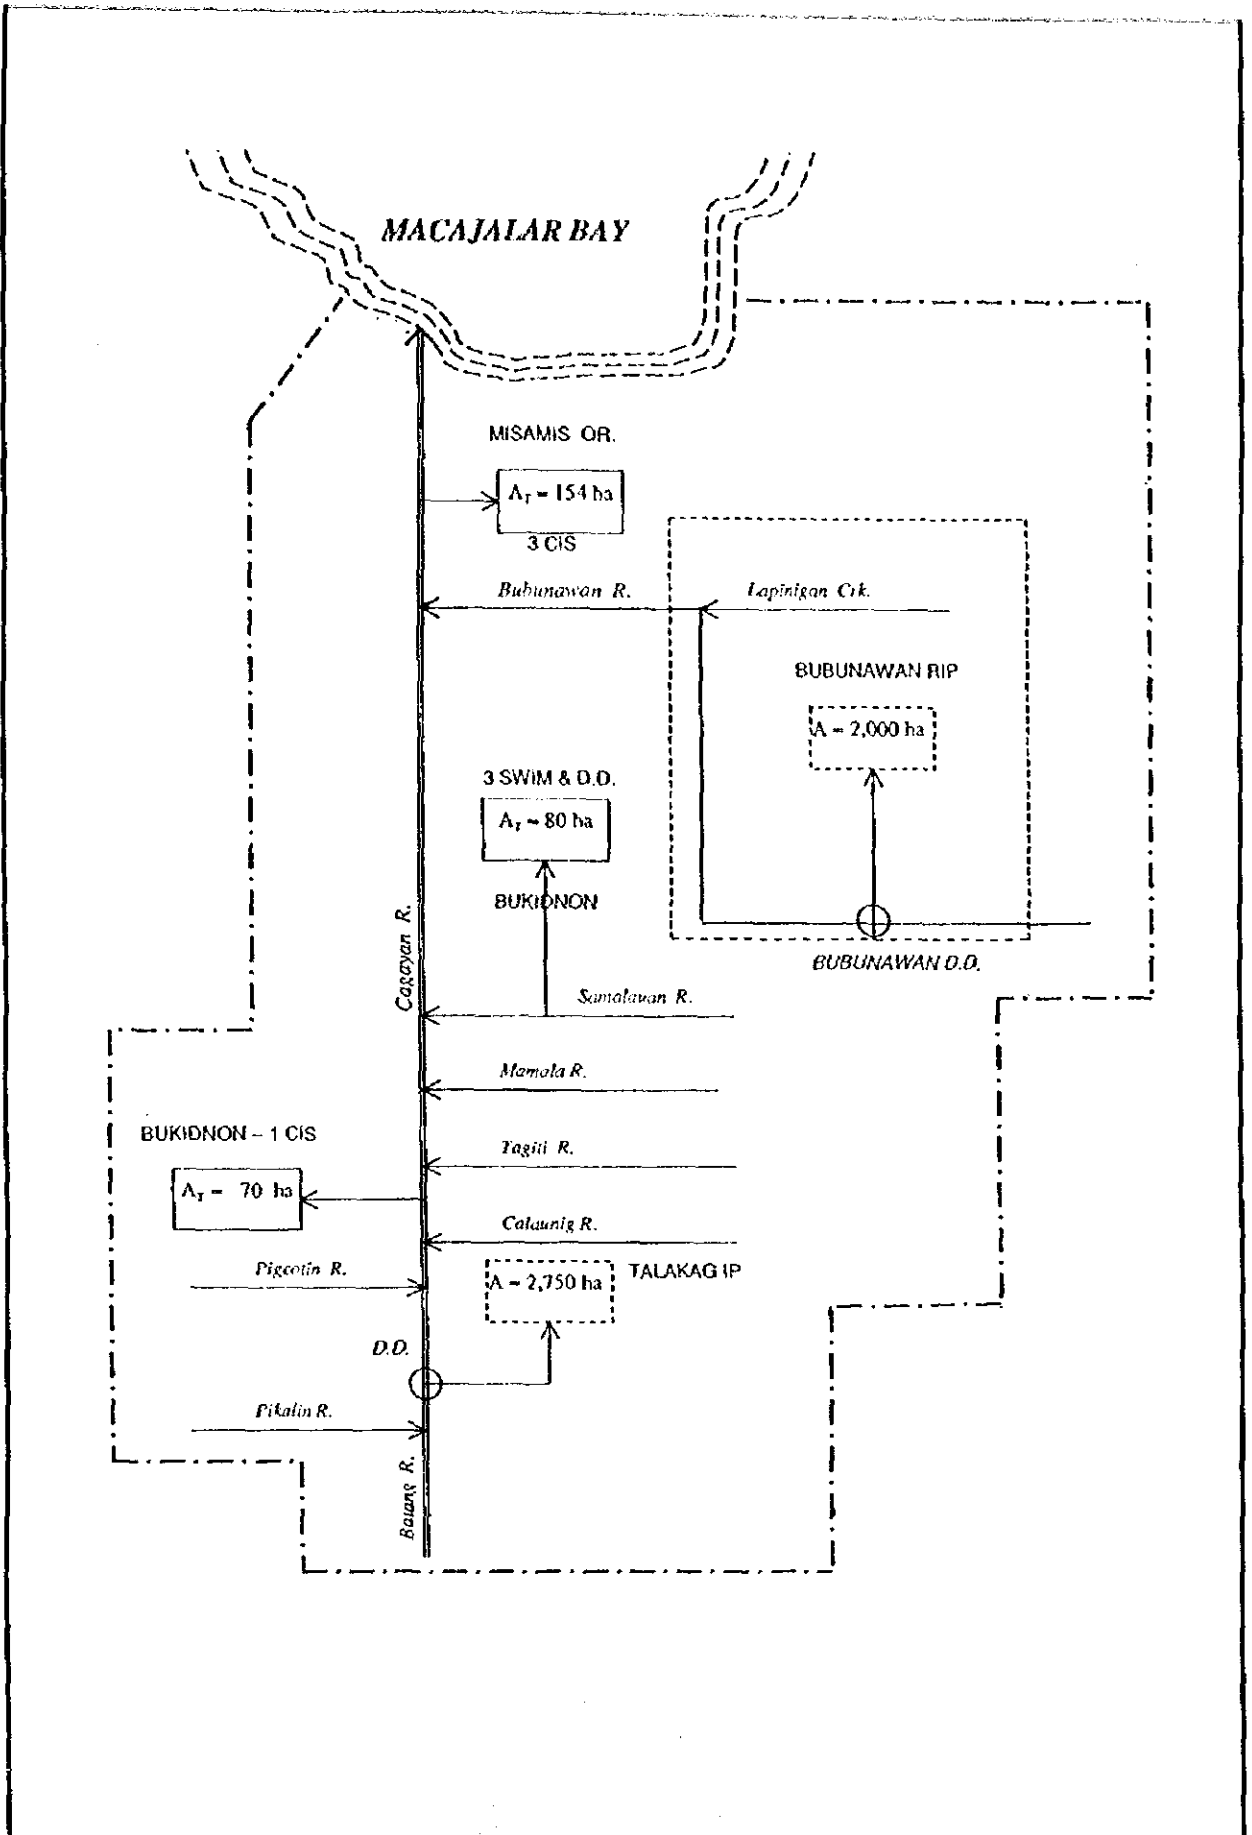 MACAJALAR BAY
MISAMIS OR.
A_T = 154 ha
3 CIS
Bubunawan R.
Lapinigan Crk.
BUBUNAWAN RIP
A = 2,000 ha
3 SWIM & D.D.
A_T = 80 ha
BUKIDNON
Cagayan R.
BUBUNAWAN D.D.
Samalauan R.
Mamala R.
BUKIDNON – 1 CIS
Tagiti R.
A_T = 70 ha
Calaunig R.
Pigcotin R.
A = 2,750 ha
TALAKAG IP
D.D.
Pikalin R.
Batang R.